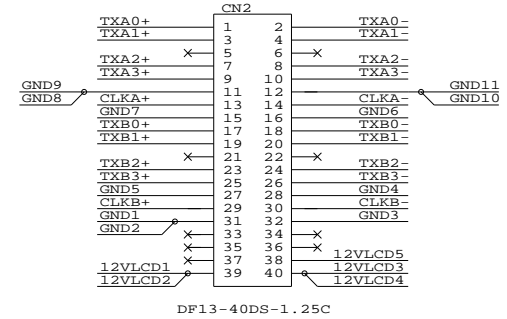 CN2
TXA0+ 1 2 TXA0-
TXA1+ 3 4 TXA1-
5 6
TXA2+ 7 8 TXA2-
TXA3+ 9 10 TXA3-
GND9 11 12 GND11
GND8 CLKA+ 13 14 CLKA- GND10
GND7 15 16 GND6
TXB0+ 17 18 TXB0-
TXB1+ 19 20 TXB1-
21 22
TXB2+ 23 24 TXB2-
TXB3+ 25 26 TXB3-
GND5 27 28 GND4
CLKB+ 29 30 CLKB-
GND1 31 32 GND3
GND2 33 34
35 36
37 38 12VLCD5
12VLCD1 39 40 12VLCD3
12VLCD2 12VLCD4
DF13-40DS-1.25C